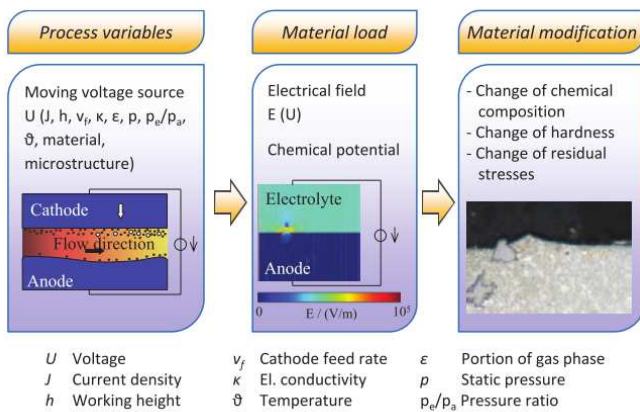 Process variables
Material load
Material modification
Moving voltage source
U (J, h, v_f, κ, ε, p, p_e/p_a,
ϑ, material,
microstructure)
Cathode
Flow direction
Anode
Electrical field
E (U)
Chemical potential
Electrolyte
Anode
0
10⁵
E / (V/m)
- Change of chemical
composition
- Change of hardness
- Change of residual
stresses
U Voltage
v_f Cathode feed rate
ε Portion of gas phase
J Current density
κ El. conductivity
p Static pressure
h Working height
ϑ Temperature
p_e/p_a Pressure ratio